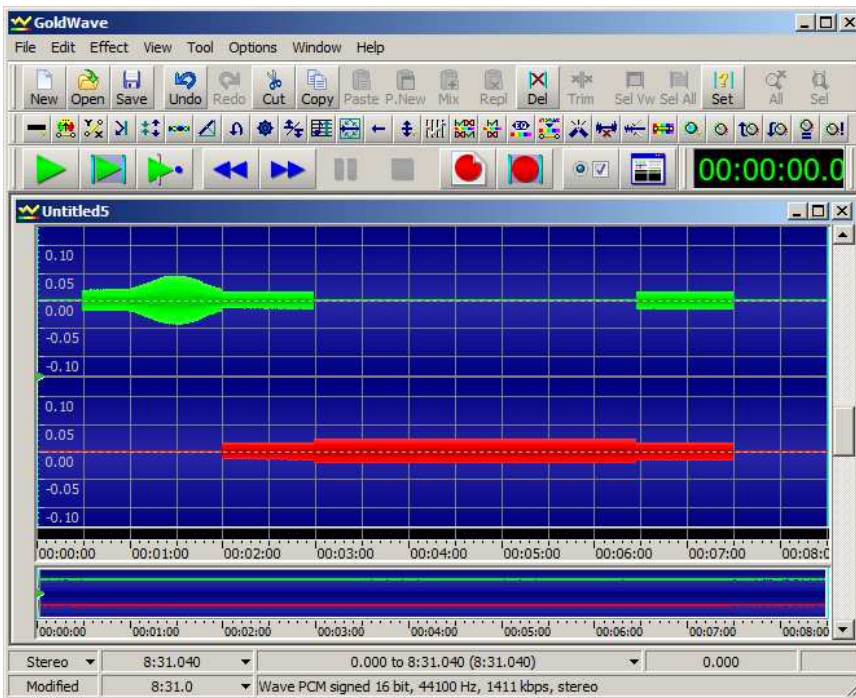 GoldWave
File Edit Effect View Tool Options Window Help
New Open Save Undo Redo Cut Copy Paste P.New Mix Repl Del Trim Sel Vw Sel All Set All Sel
00:00:00.0
Untitled5
0.10
0.05
0.00
-0.05
-0.10
0.10
0.05
0.00
-0.05
-0.10
00:00:00 00:01:00 00:02:00 00:03:00 00:04:00 00:05:00 00:06:00 00:07:00 00:08:0
00:00:00 00:01:00 00:02:00 00:03:00 00:04:00 00:05:00 00:06:00 00:07:00 00:08:00
Stereo 8:31.040 0.000 to 8:31.040 (8:31.040) 0.000
Modified 8:31.0 Wave PCM signed 16 bit, 44100 Hz, 1411 kbps, stereo